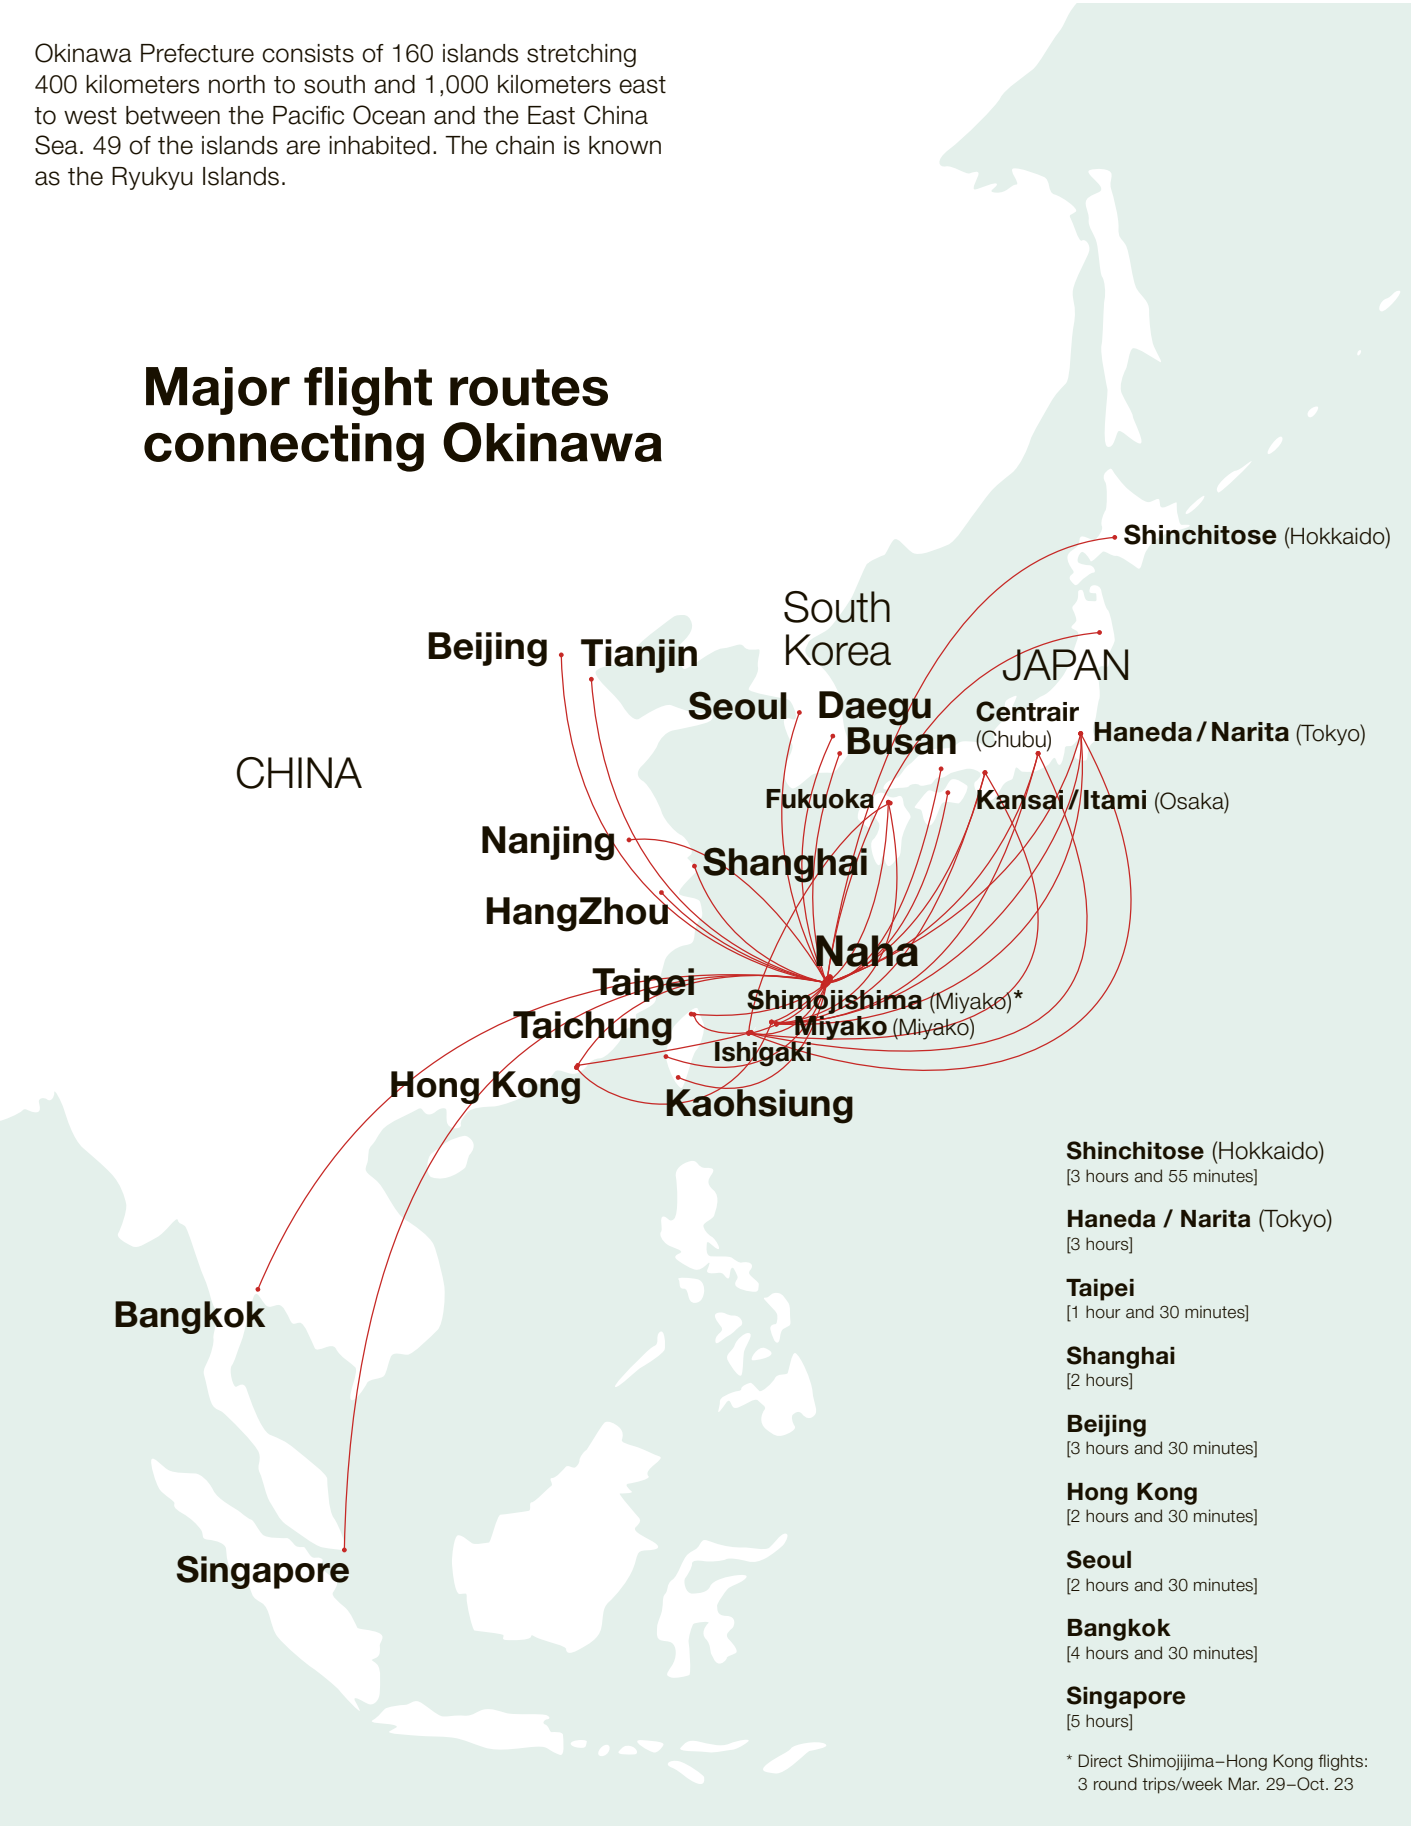 Okinawa Prefecture consists of 160 islands stretching
400 kilometers north to south and 1,000 kilometers east
to west between the Pacific Ocean and the East China
Sea. 49 of the islands are inhabited. The chain is known
as the Ryukyu Islands.
Major flight routes
connecting Okinawa
Shinchitose (Hokkaido)
South
Korea
Beijing
Tianjin
JAPAN
Seoul
Daegu
Busan
Centrair
(Chubu)
Haneda / Narita (Tokyo)
CHINA
Fukuoka
Kansai / Itami (Osaka)
Nanjing
Shanghai
HangZhou
Naha
Taipei
Shimojishima (Miyako)*
Taichung
Miyako (Miyako)
Ishigaki
Hong Kong
Kaohsiung
Bangkok
Singapore
Shinchitose (Hokkaido)
[3 hours and 55 minutes]
Haneda / Narita (Tokyo)
[3 hours]
Taipei
[1 hour and 30 minutes]
Shanghai
[2 hours]
Beijing
[3 hours and 30 minutes]
Hong Kong
[2 hours and 30 minutes]
Seoul
[2 hours and 30 minutes]
Bangkok
[4 hours and 30 minutes]
Singapore
[5 hours]
* Direct Shimojijima–Hong Kong flights:
3 round trips/week Mar. 29–Oct. 23